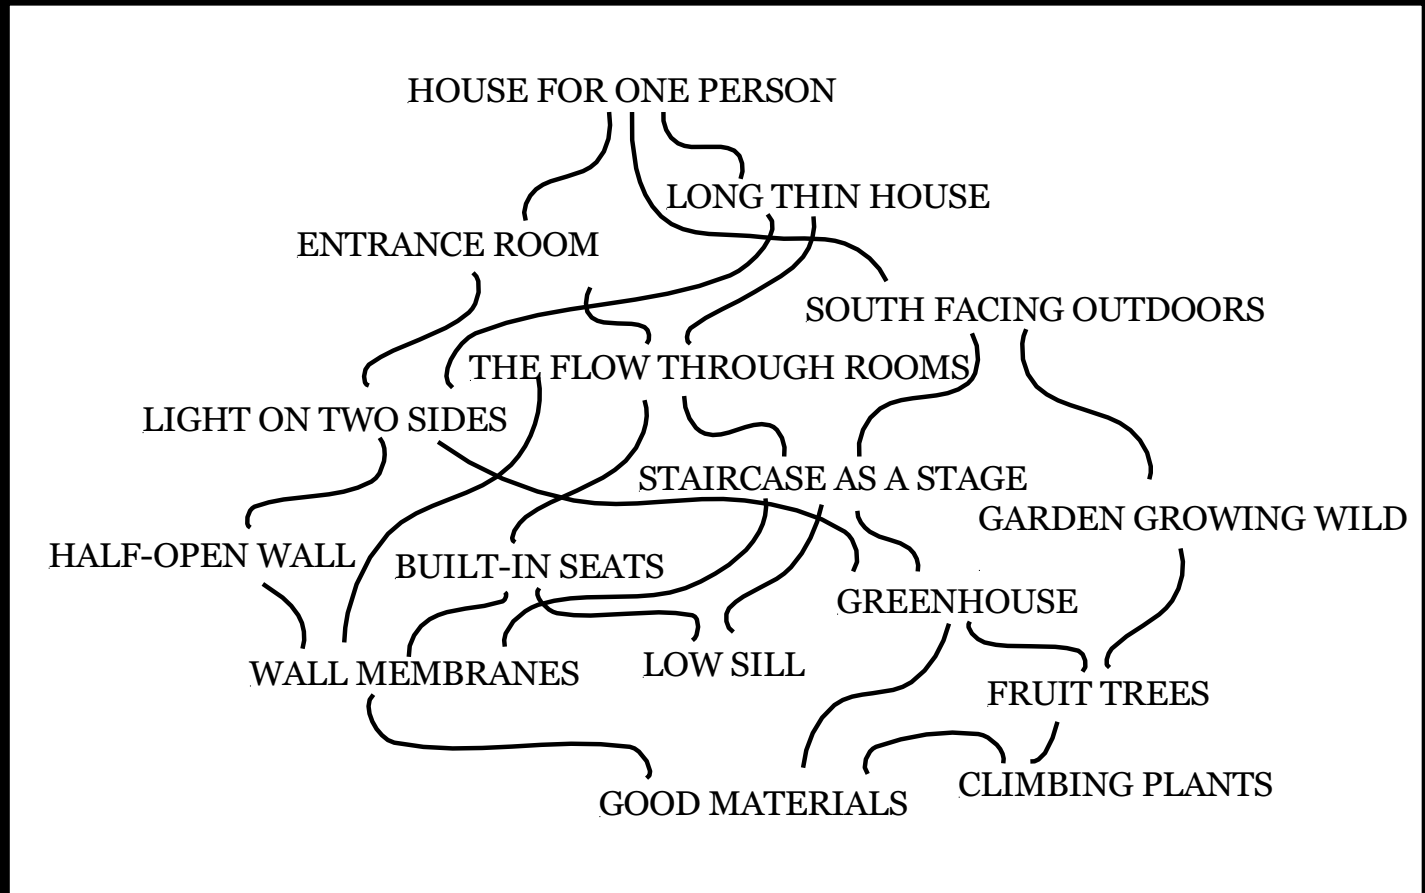 HOUSE FOR ONE PERSON
LONG THIN HOUSE
ENTRANCE ROOM
SOUTH FACING OUTDOORS
THE FLOW THROUGH ROOMS
LIGHT ON TWO SIDES
STAIRCASE AS A STAGE
GARDEN GROWING WILD
HALF-OPEN WALL
BUILT-IN SEATS
GREENHOUSE
LOW SILL
WALL MEMBRANES
FRUIT TREES
CLIMBING PLANTS
GOOD MATERIALS